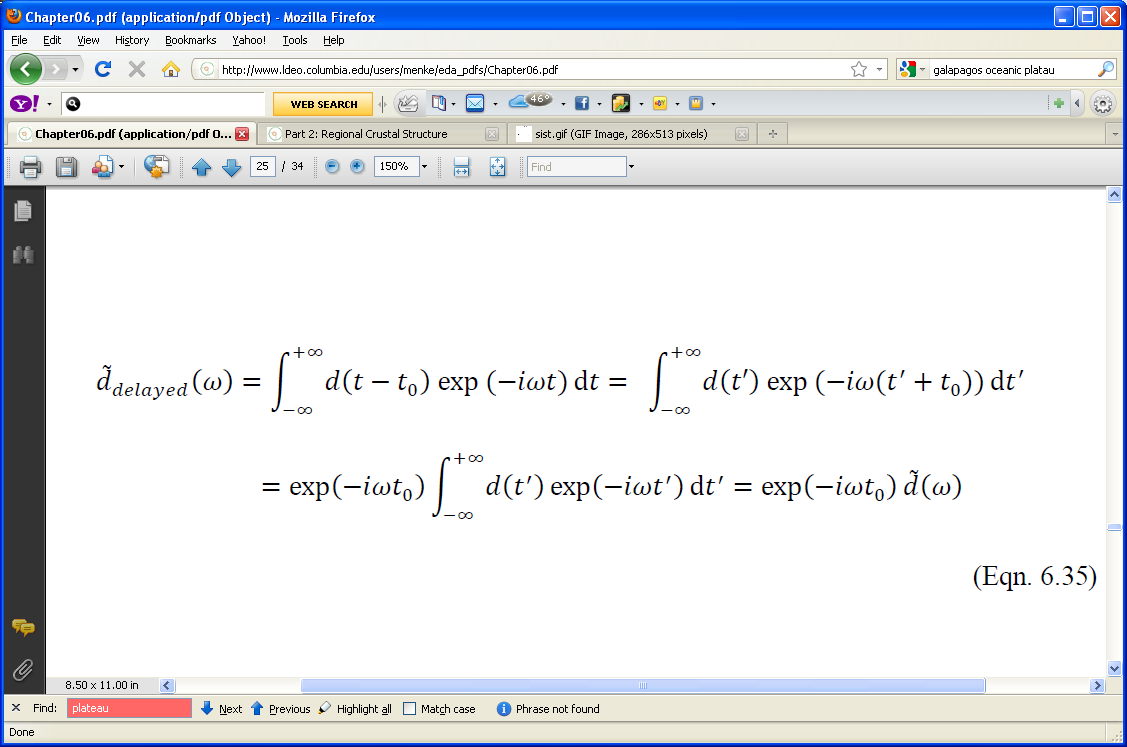 Chapter06.pdf (application/pdf Object) - Mozilla Firefox
File Edit View History Bookmarks Yahoo! Tools Help
http://www.ldeo.columbia.edu/users/menke/eda_pdfs/Chapter06.pdf galapagos oceanic platau
Y! WEB SEARCH 46°
Chapter06.pdf (application/pdf O... Part 2: Regional Crustal Structure sist.gif (GIF Image, 286x513 pixels)
25 / 34 150% Find
d̃_delayed(ω) = ∫_{−∞}^{+∞} d(t − t₀) exp (−iωt) dt = ∫_{−∞}^{+∞} d(t′) exp (−iω(t′ + t₀)) dt′
= exp(−iωt₀) ∫_{−∞}^{+∞} d(t′) exp(−iωt′) dt′ = exp(−iωt₀) d̃(ω)
(Eqn. 6.35)
8.50 x 11.00 in
Find: plateau Next Previous Highlight all Match case Phrase not found
Done